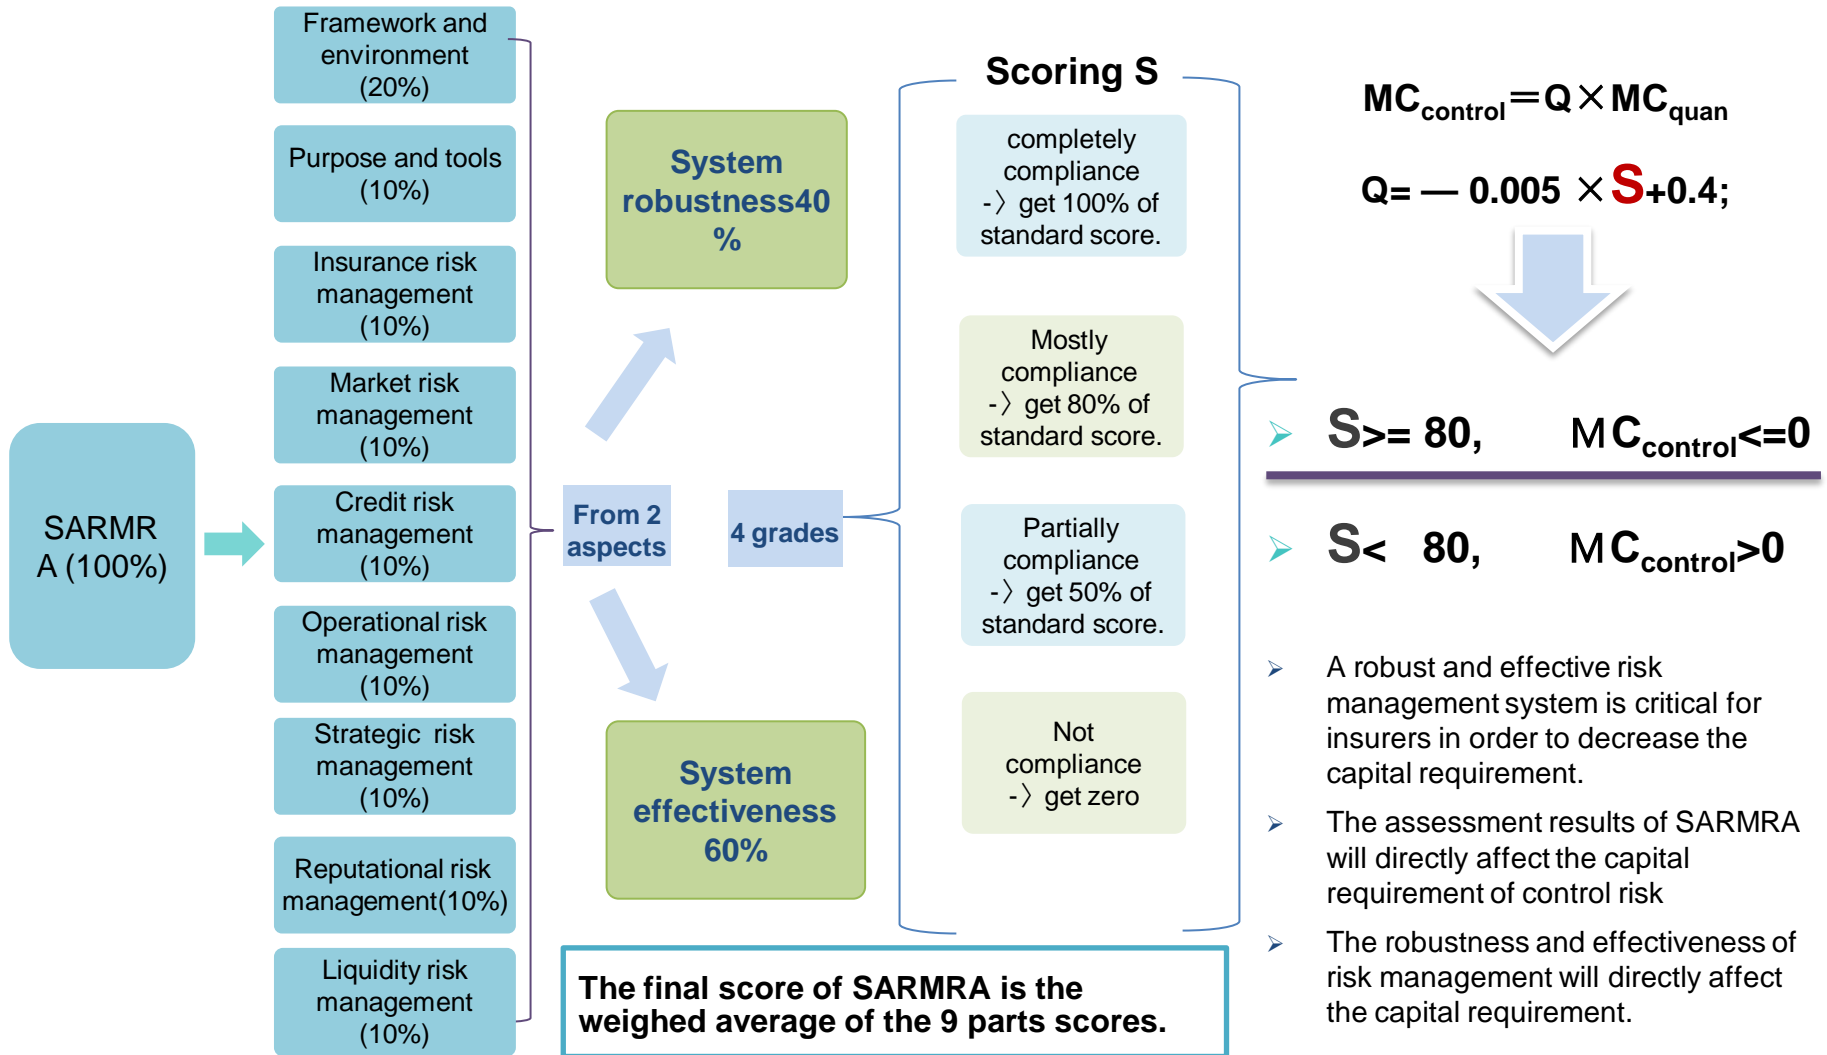 SARMR
A (100%)
Framework and
environment
(20%)
Purpose and tools
(10%)
Insurance risk
management
(10%)
Market risk
management
(10%)
Credit risk
management
(10%)
Operational risk
management
(10%)
Strategic risk
management
(10%)
Reputational risk
management(10%)
Liquidity risk
management
(10%)
From 2
aspects
System
robustness40
%
System
effectiveness
60%
4 grades
Scoring S
completely
compliance
-〉get 100% of
standard score.
Mostly
compliance
-〉get 80% of
standard score.
Partially
compliance
-〉get 50% of
standard score.
Not
compliance
-〉get zero
The final score of SARMRA is the
weighed average of the 9 parts scores.
MCcontrol=Q×MCquan
Q= — 0.005 ×S+0.4;
➢ S>= 80, MCcontrol<=0
➢ S< 80, MCcontrol>0
➢ A robust and effective risk
management system is critical for
insurers in order to decrease the
capital requirement.
➢ The assessment results of SARMRA
will directly affect the capital
requirement of control risk
➢ The robustness and effectiveness of
risk management will directly affect
the capital requirement.